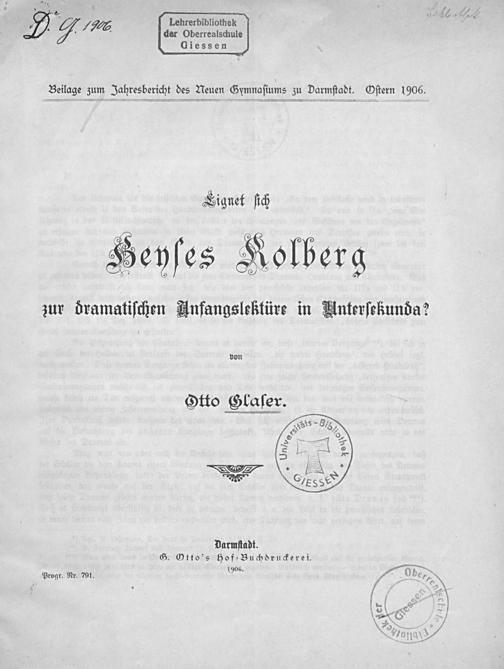 D. G. 1906.
Lehrerbibliothek
der Oberrealschule
Giessen
Beilage zum Jahresbericht des Neuen Gymnasiums zu Darmstadt. Ostern 1906.
Eignet sich
Heyses Kolberg
zur dramatischen Anfangslektüre in Untersekunda?
von
Otto Glaser.
Universitäts-Bibliothek
GIESSEN
Darmstadt.
G. Otto's Hof-Buchdruckerei.
1906.
Progr. Nr. 791.
Bibliothek der Oberrealschule
Giessen